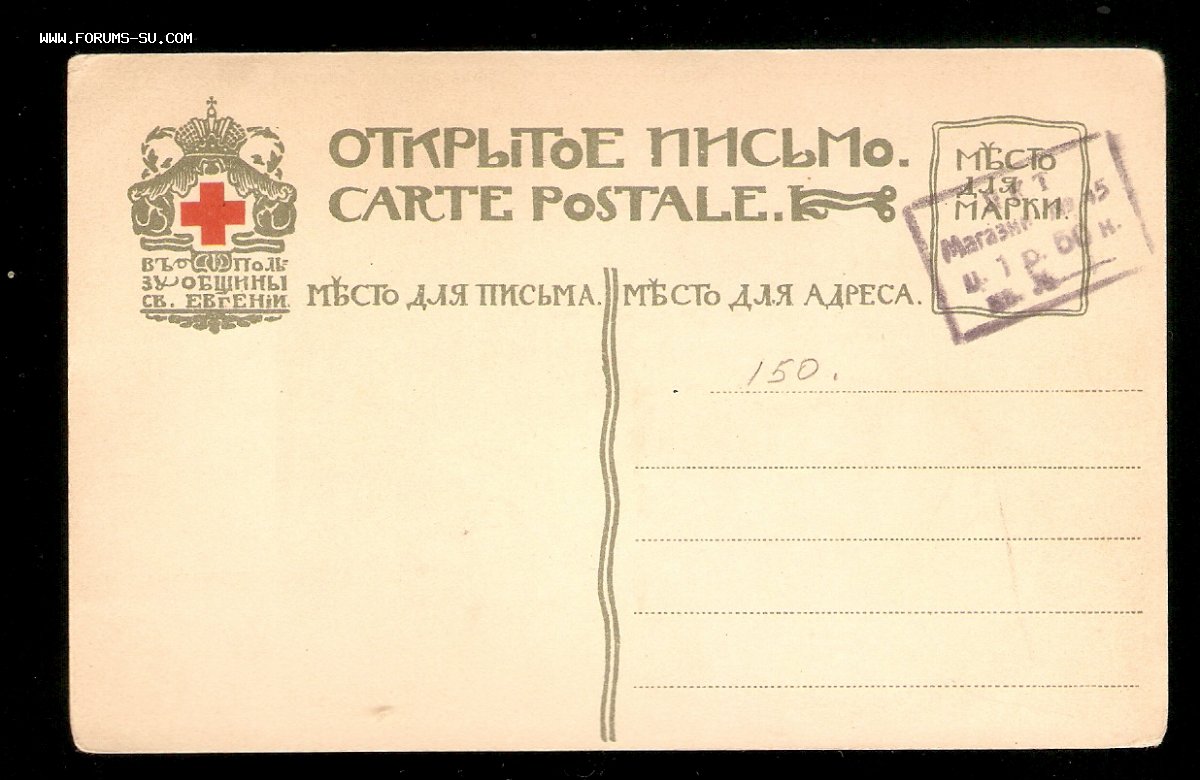 WWW.FORUMS-SU.COM
ОТКРЫТОЕ ПИСЬМО.
CARTE POSTALE.
МѢСТО
ДЛЯ
МАРКИ.
Магазин
ц. 1 р. 50 к.
ВЪ ПОЛЬ-
ЗУ ОБЩИНЫ
СВ. ЕВГЕНІИ.
МѢСТО ДЛЯ ПИСЬМА.
МѢСТО ДЛЯ АДРЕСА.
150.